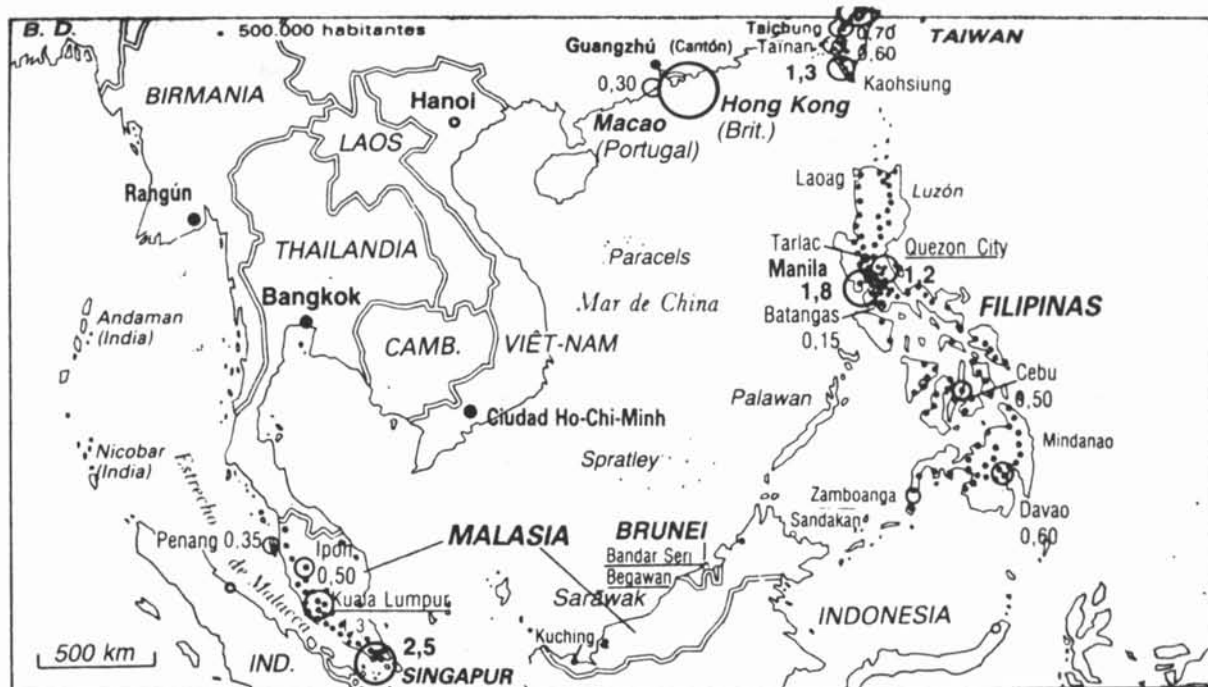 B. D.
500.000 habitantes
Taichung
0,70
TAIWAN
Taïnan
0,60
1,3
Kaohsiung
Guangzhú (Cantón)
0,30
Hong Kong
(Brit.)
Macao
(Portugal)
BIRMANIA
Hanoi
LAOS
Rangún
THAILANDIA
Bangkok
CAMB.
VIÊT-NAM
Ciudad Ho-Chi-Minh
Paracels
Mar de China
Laoag
Luzón
Tarlac
Quezon City
Manila
1,2
1,8
Batangas
0,15
FILIPINAS
Cebu
0,50
Palawan
Mindanao
Spratley
Zamboanga
Davao
0,60
Sandakan
Andaman
(India)
Nicobar
(India)
Estrecho
de Malacca
Penang 0,35
Ipoh
0,50
MALASIA
BRUNEI
Bandar Seri
Begawan
Kuala Lumpur
3
Sarawak
Kuching
INDONESIA
2,5
SINGAPUR
IND.
500 km